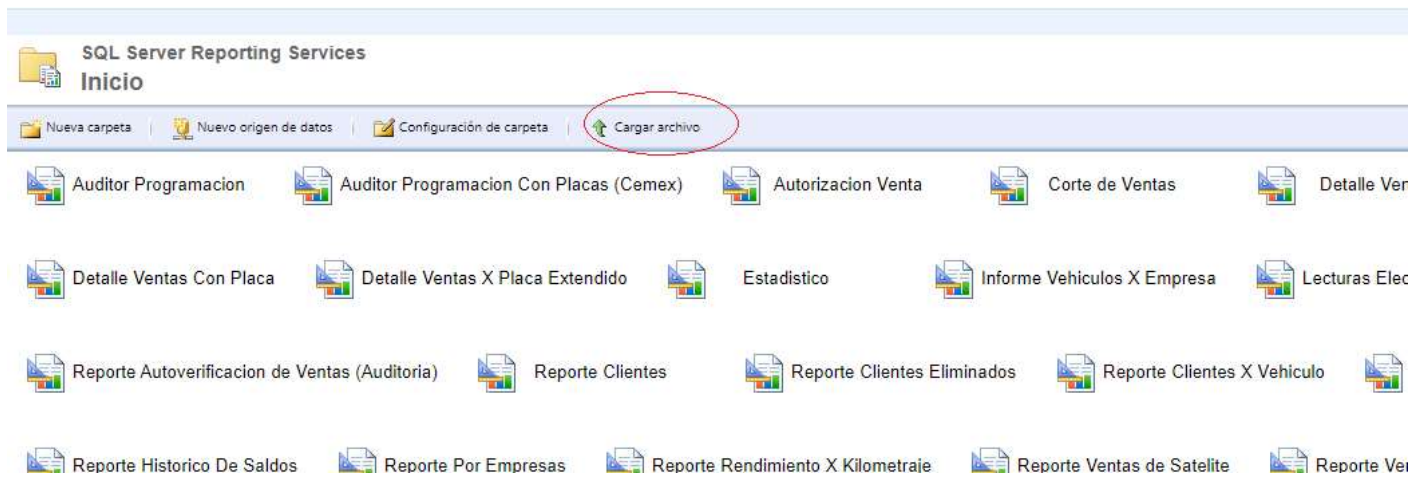 SQL Server Reporting Services
Inicio
Nueva carpeta Nuevo origen de datos Configuración de carpeta Cargar archivo
Auditor Programacion Auditor Programacion Con Placas (Cemex) Autorizacion Venta Corte de Ventas Detalle
Detalle Ventas Con Placa Detalle Ventas X Placa Extendido Estadistico Informe Vehiculos X Empresa Lecturas
Reporte Autoverificacion de Ventas (Auditoria) Reporte Clientes Reporte Clientes Eliminados Reporte Clientes X Vehiculo
Reporte Historico De Saldos Reporte Por Empresas Reporte Rendimiento X Kilometraje Reporte Ventas de Satelite Reporte